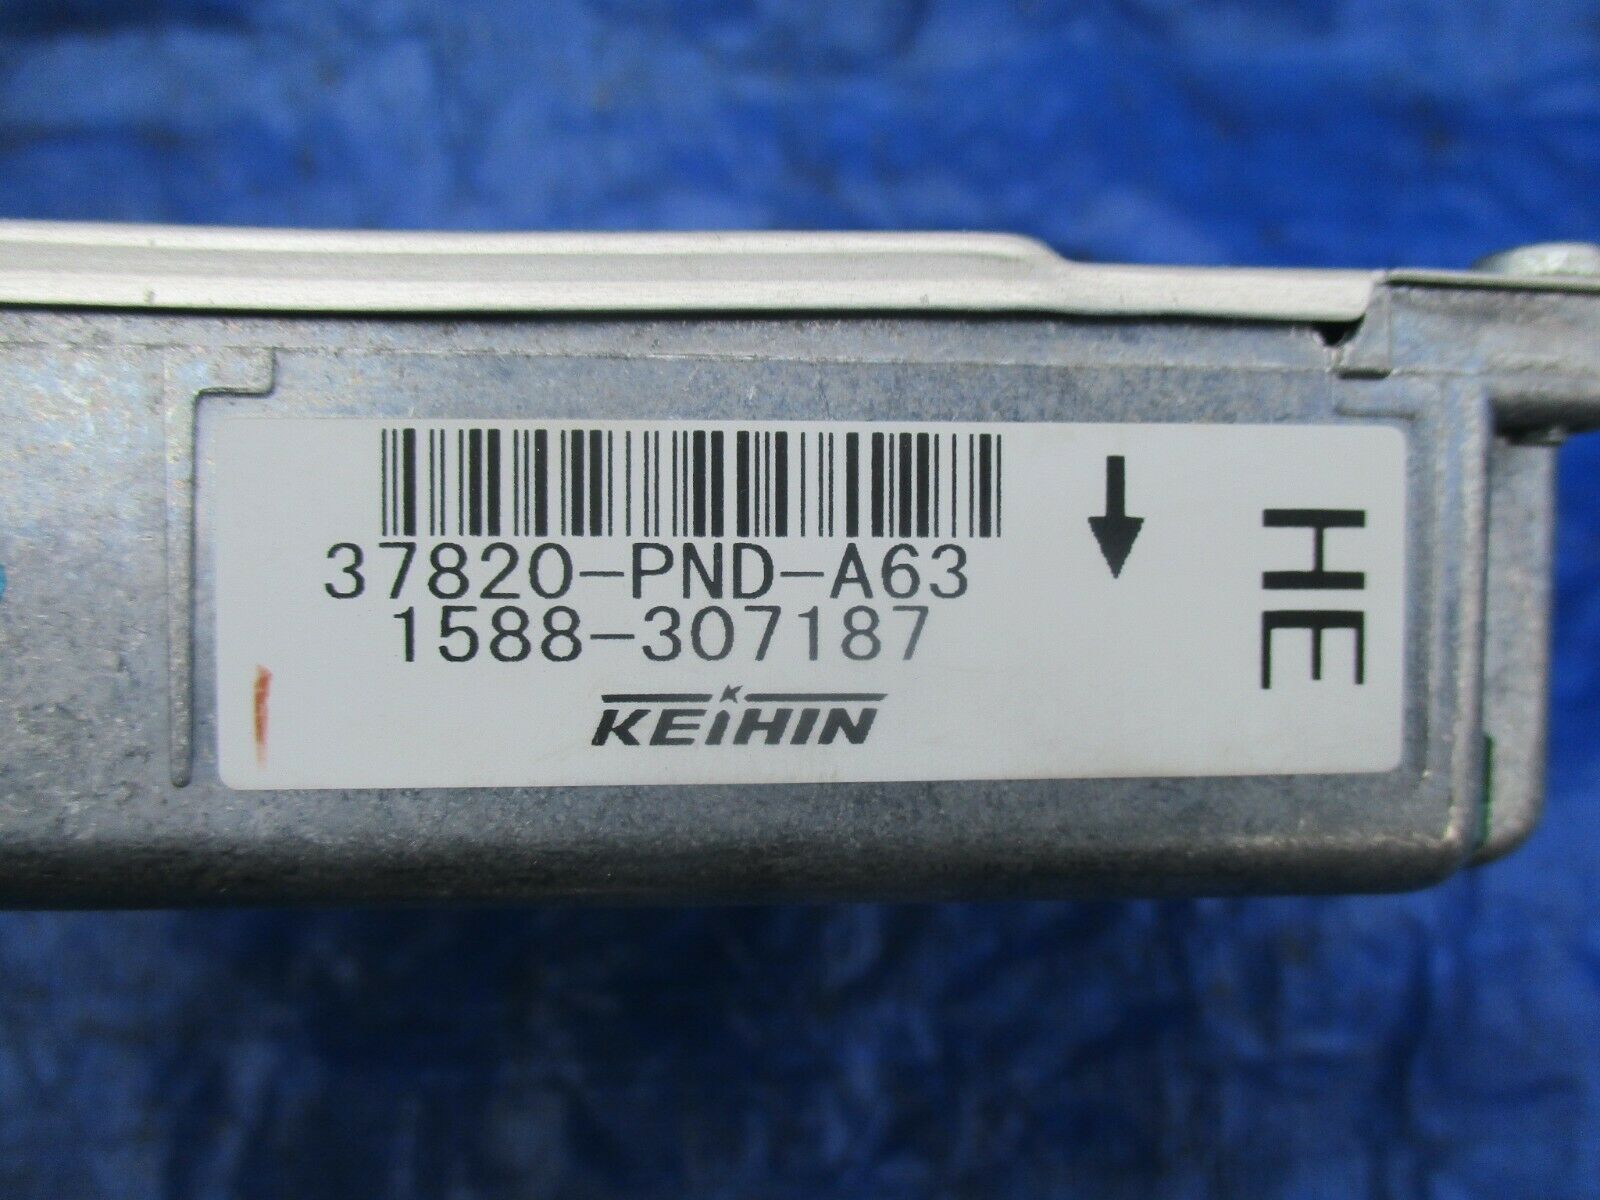 37820-PND-A63
1588-307187
KEIHIN
HE